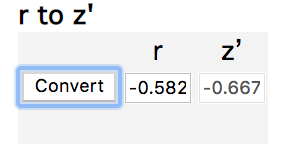 r to z'
r z’
Convert -0.582 -0.667